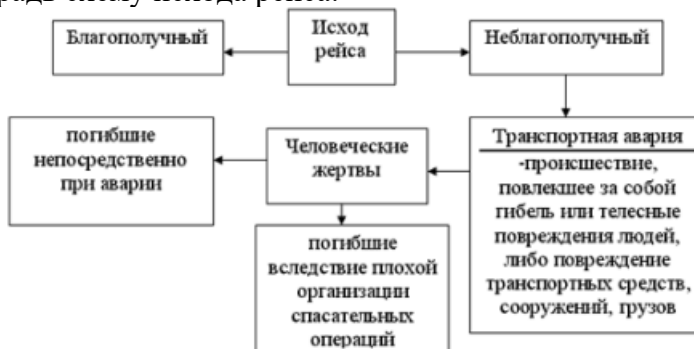 Благополучный
Исход
рейса
Неблагополучный
погибшие
непосредственно
при аварии
Человеческие
жертвы
Транспортная авария
-происшествие,
повлекшее за собой
гибель или телесные
повреждения людей,
либо повреждение
транспортных средств,
сооружений, грузов
погибшие
вследствие плохой
организации
спасательных
операций